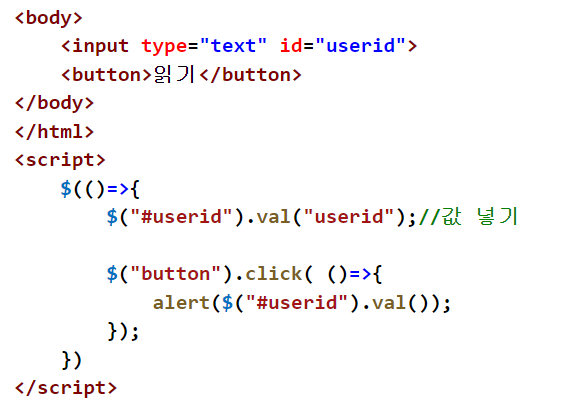 <body>
    <input type="text" id="userid">
    <button>읽기</button>
</body>
</html>
<script>
    $(()=>{
        $("#userid").val("userid");//값 넣기
        $("button").click( ()=>{
            alert($("#userid").val());
        });
    })
</script>